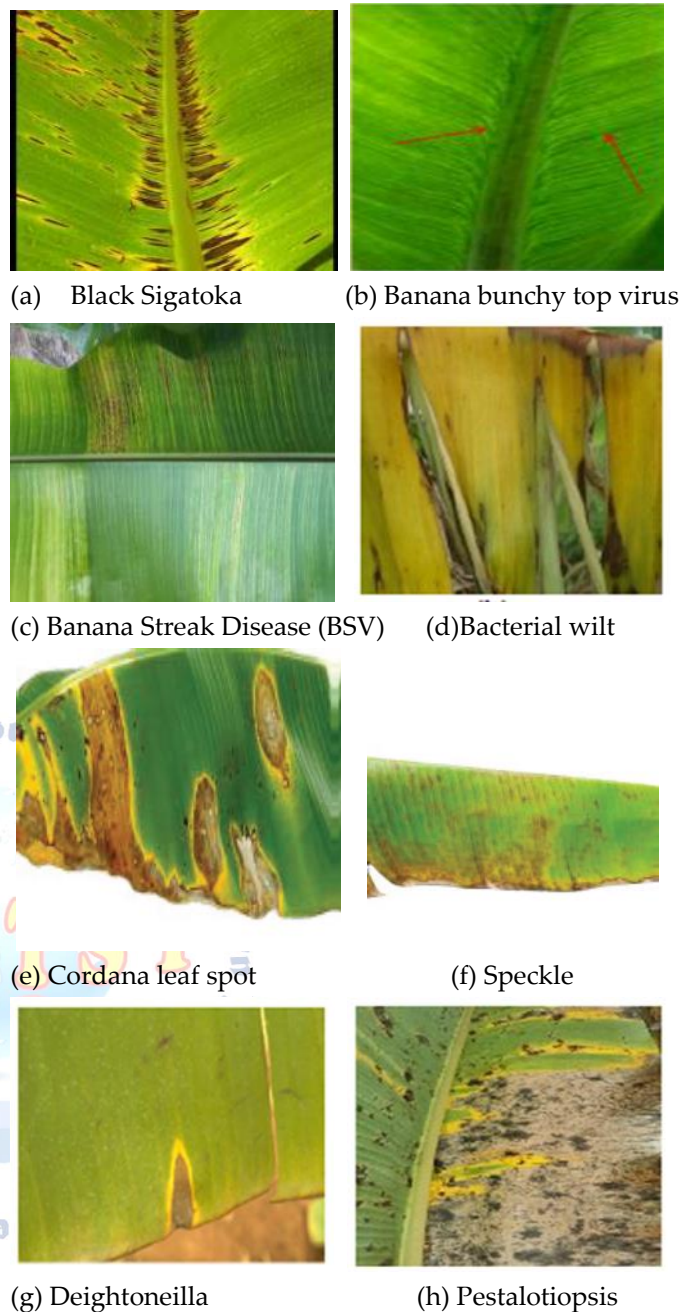 (a) Black Sigatoka (b) Banana bunchy top virus
(c) Banana Streak Disease (BSV) (d)Bacterial wilt
(e) Cordana leaf spot (f) Speckle
(g) Deightoneilla (h) Pestalotiopsis